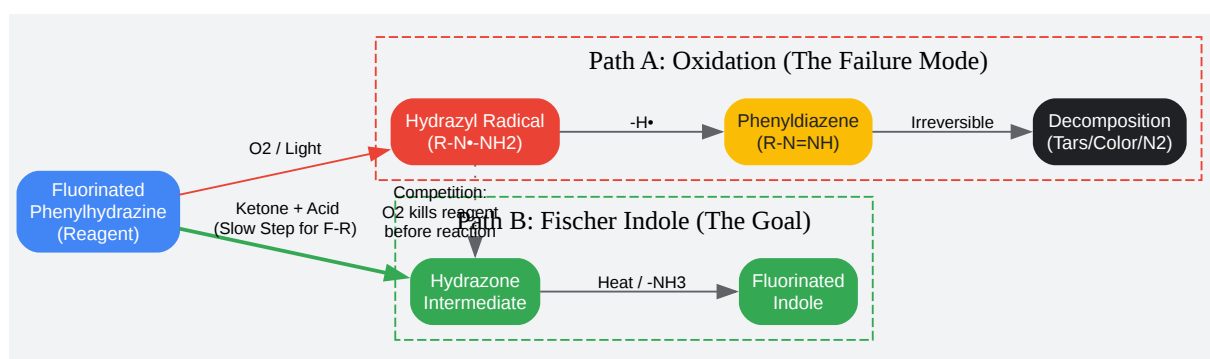 Path A: Oxidation (The Failure Mode)
Hydrazyl Radical
(R-N•-NH2)
-H•
Phenyldiazene
(R-N=NH)
Irreversible
Decomposition
(Tars/Color/N2)
O2 / Light
Fluorinated
Phenylhydrazine
(Reagent)
Ketone + Acid
(Slow Step for F-R)
Competition:
O2 kills reagent
before reaction
Path B: Fischer Indole (The Goal)
Hydrazone
Intermediate
Heat / -NH3
Fluorinated
Indole